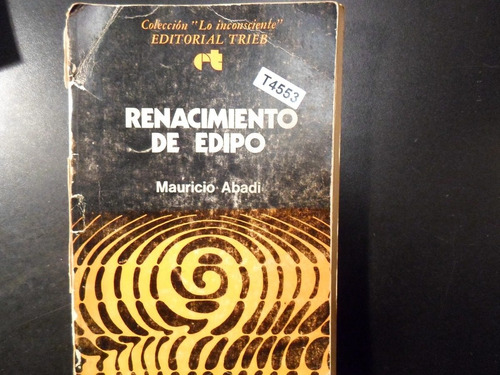 Colección "Lo inconsciente"
EDITORIAL TRIEB
et
T4553
RENACIMIENTO
DE EDIPO
Mauricio Abadi